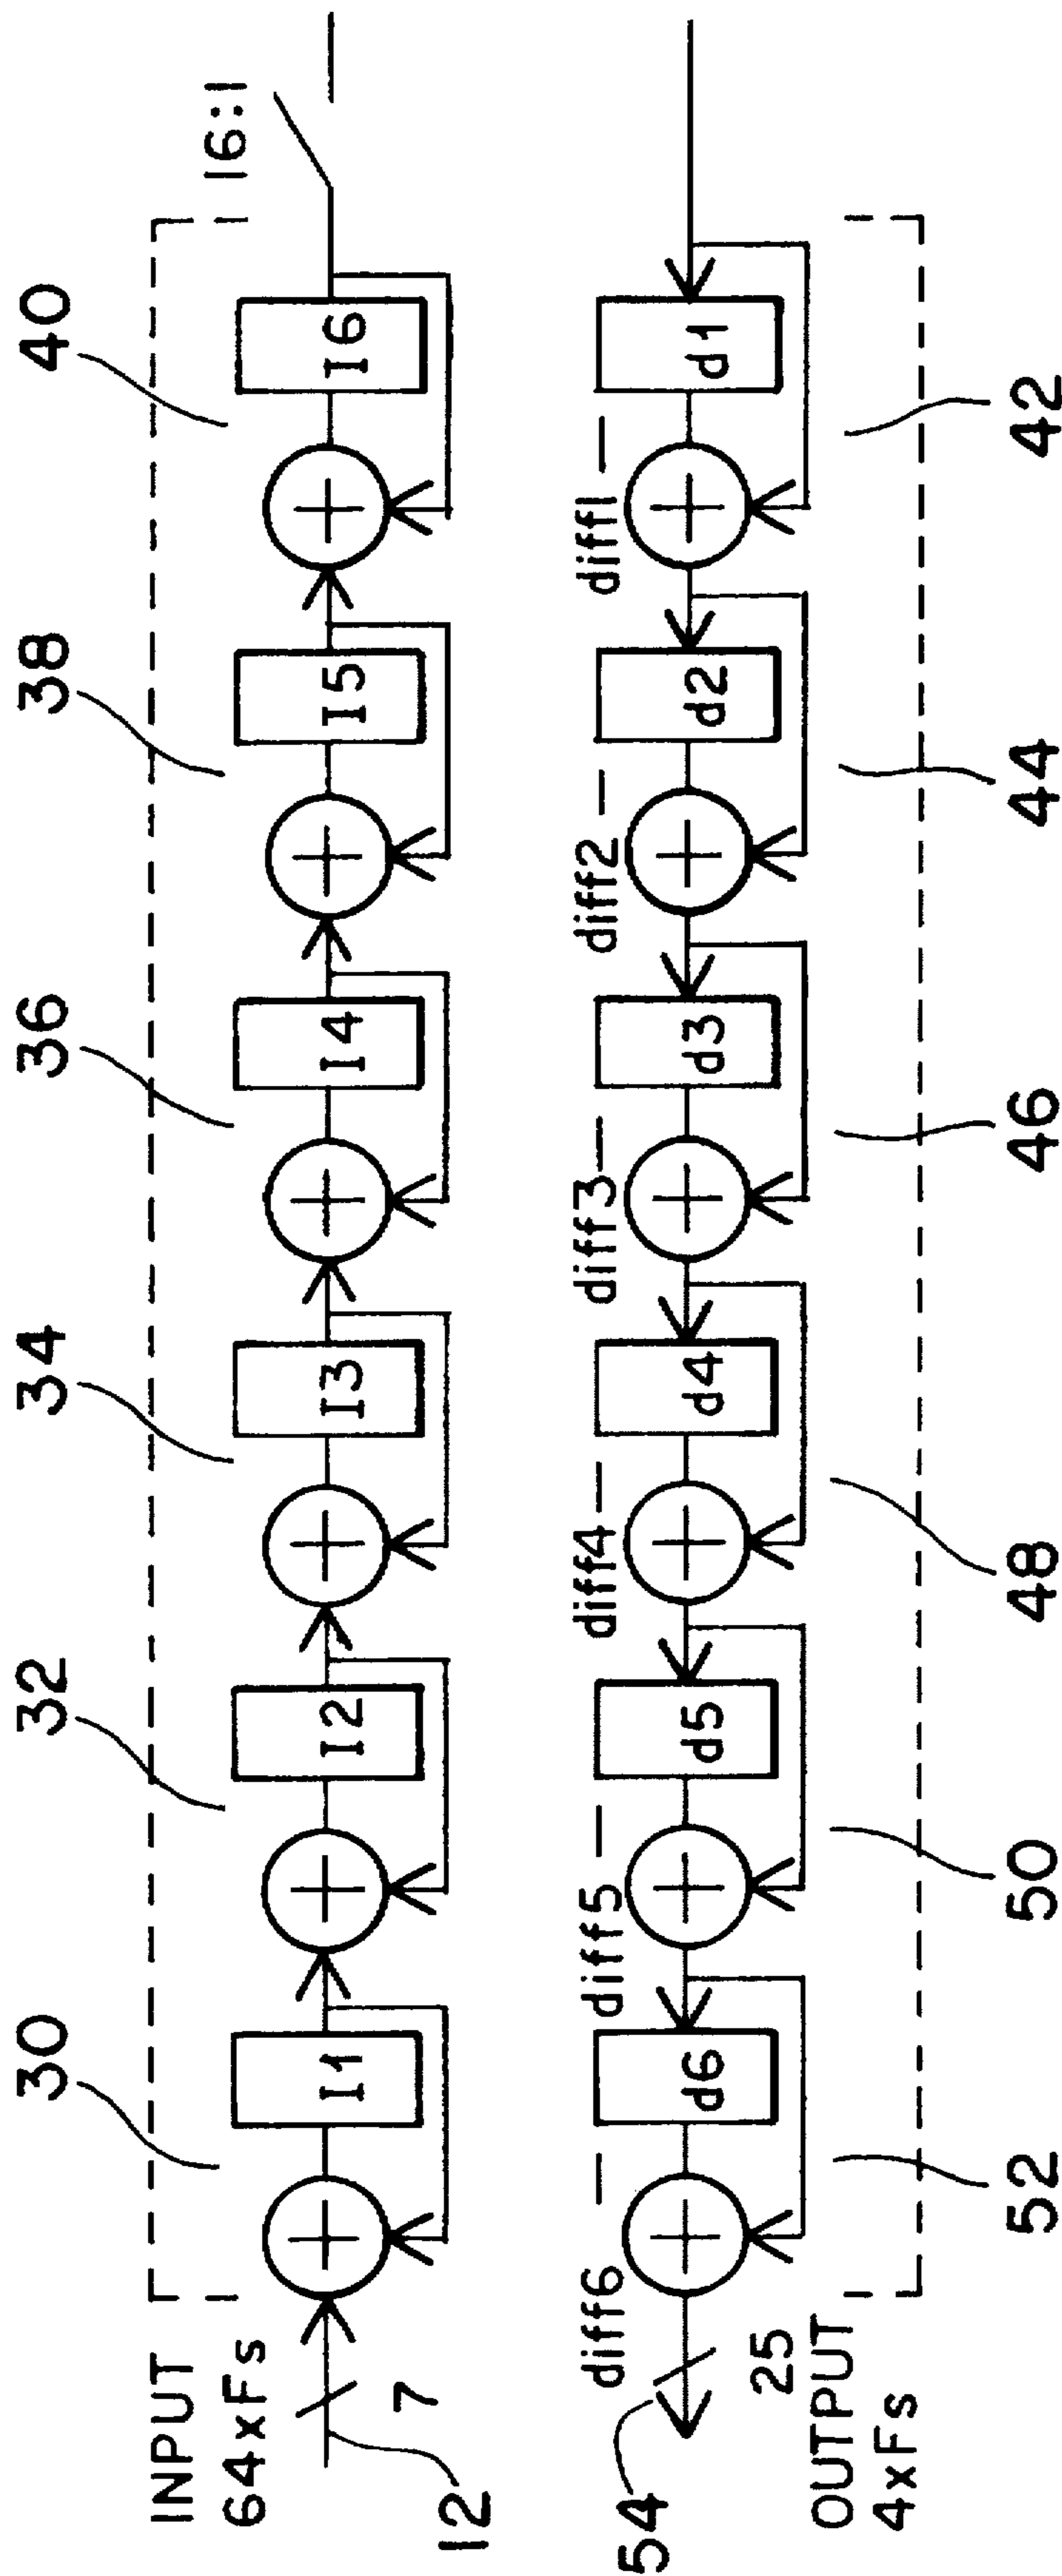 30 32 34 36 38 40
INPUT
64xFs
16:1
I1 I2 I3 I4 I5 I6
7
12
diff6 — diff5 — diff4 — diff3 — diff2 — diff1 —
54
d6 d5 d4 d3 d2 d1
25
OUTPUT
4xFs
52 50 48 46 44 42